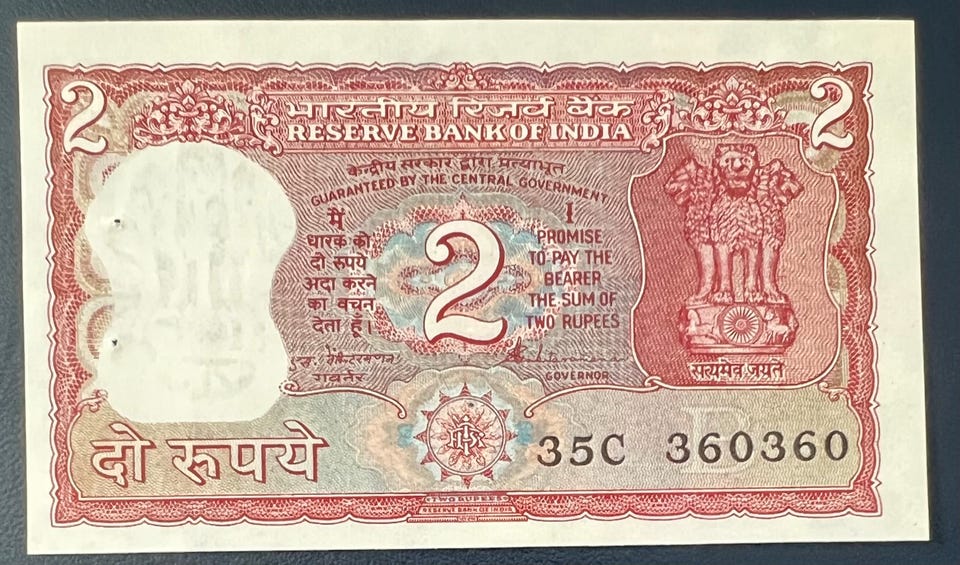 2
2
भारतीय रिज़र्व बैंक
RESERVE BANK OF INDIA
केन्द्रीय सरकार द्वारा प्रत्याभूत
GUARANTEED BY THE CENTRAL GOVERNMENT
मैं
धारक को
दो रुपये
अदा करने
का वचन
देता हूँ।
2
I
PROMISE
TO PAY THE
BEARER
THE SUM OF
TWO RUPEES
गवर्नर
GOVERNOR
सत्यमेव जयते
दो रुपये
B
35C 360360
TWO RUPEES
RESERVE BANK OF INDIA